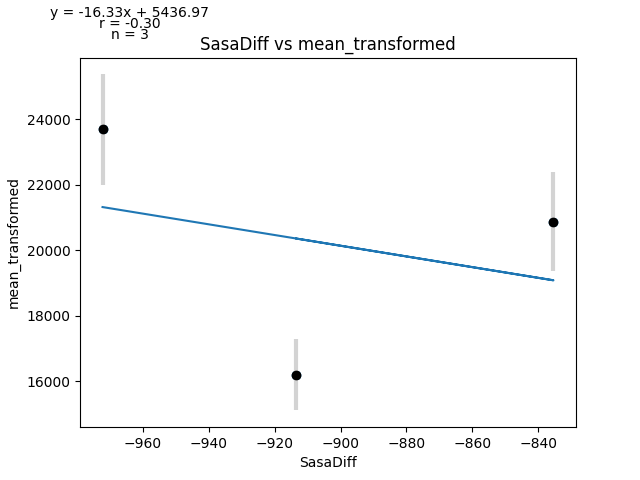 y = -16.33x + 5436.97
r = -0.30
n = 3
SasaDiff vs mean_transformed
24000
22000
20000
18000
16000
mean_transformed
−960
−940
−920
−900
−880
−860
−840
SasaDiff